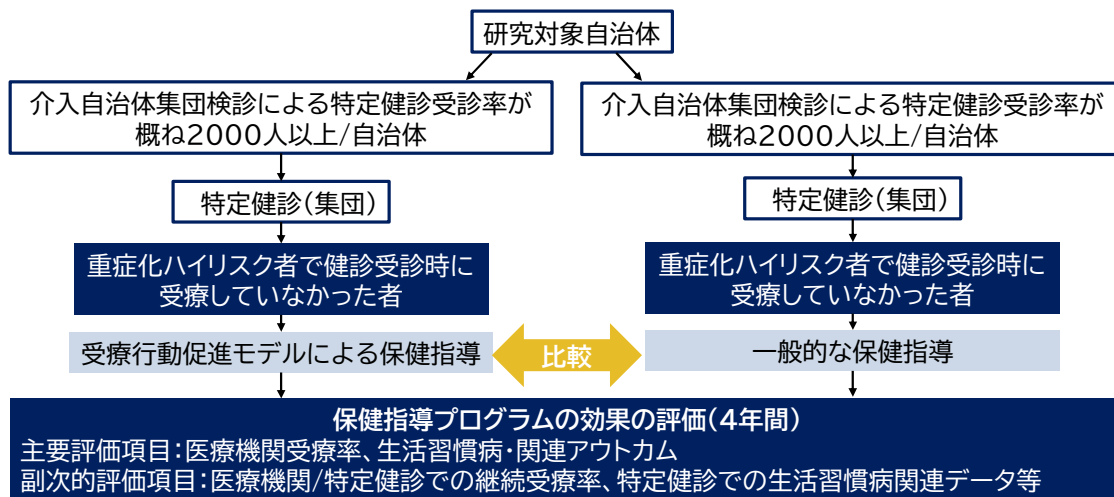 研究対象自治体
介入自治体集団検診による特定健診受診率が
概ね2000人以上/自治体
特定健診(集団)
重症化ハイリスク者で健診受診時に
受療していなかった者
受療行動促進モデルによる保健指導
介入自治体集団検診による特定健診受診率が
概ね2000人以上/自治体
特定健診(集団)
重症化ハイリスク者で健診受診時に
受療していなかった者
一般的な保健指導
比較
保健指導プログラムの効果の評価(4年間)
主要評価項目:医療機関受療率、生活習慣病・関連アウトカム
副次的評価項目:医療機関/特定健診での継続受療率、特定健診での生活習慣病関連データ等